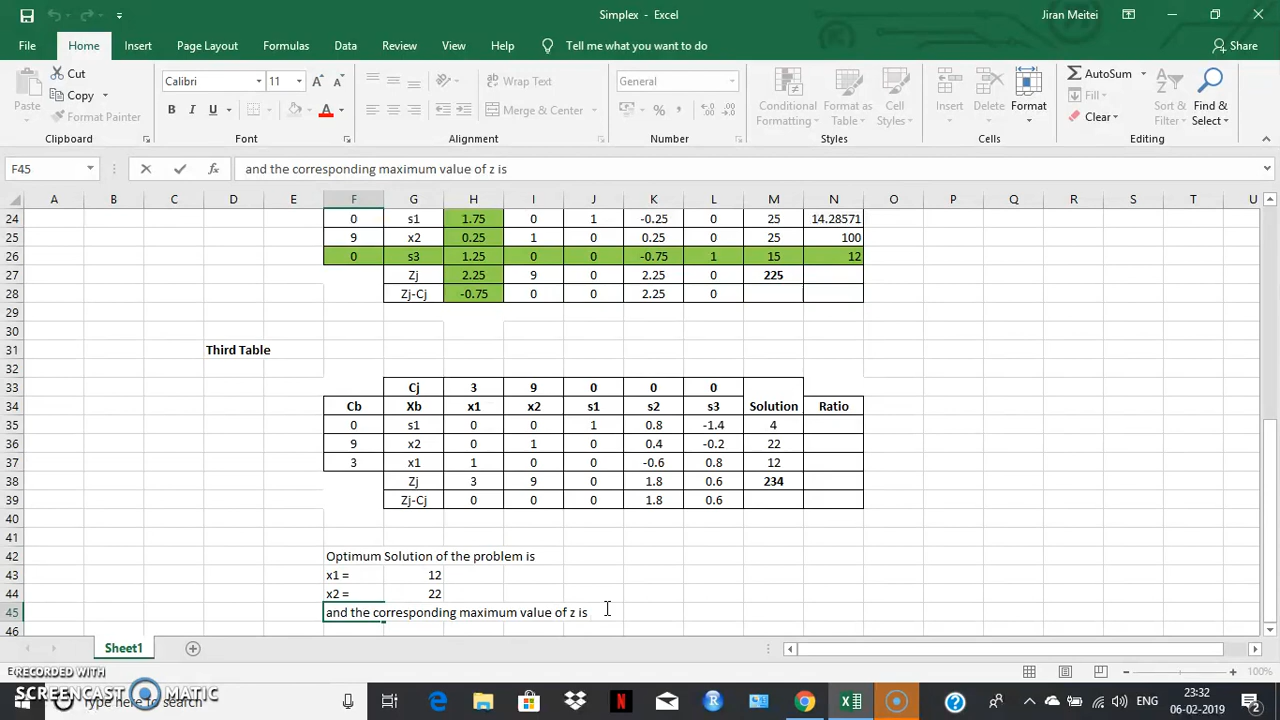 Simplex - Excel
Jiran Meitei
File Home Insert Page Layout Formulas Data Review View Help Tell me what you want to do Share
Paste Cut Copy Format Painter Clipboard
Calibri 11 B I U A Font
Wrap Text Merge & Center Alignment
General % , Number
Conditional Formatting Format as Table Cell Styles Styles
Insert Delete Format Cells
AutoSum Fill Clear Sort & Filter Find & Select Editing
F45 fx and the corresponding maximum value of z is
A B C D E F G H I J K L M N O P Q R S T U
24 0 s1 1.75 0 1 -0.25 0 25 14.28571
25 9 x2 0.25 1 0 0.25 0 25 100
26 0 s3 1.25 0 0 -0.75 1 15 12
27 Zj 2.25 9 0 2.25 0 225
28 Zj-Cj -0.75 0 0 2.25 0
29
30
31 Third Table
32
33 Cj 3 9 0 0 0
34 Cb Xb x1 x2 s1 s2 s3 Solution Ratio
35 0 s1 0 0 1 0.8 -1.4 4
36 9 x2 0 1 0 0.4 -0.2 22
37 3 x1 1 0 0 -0.6 0.8 12
38 Zj 3 9 0 1.8 0.6 234
39 Zj-Cj 0 0 0 1.8 0.6
40
41
42 Optimum Solution of the problem is
43 x1 = 12
44 x2 = 22
45 and the corresponding maximum value of z is
46
Sheet1
100%
RECORDED WITH
SCREENCAST MATIC
Type here to search
ENG
23:32
06-02-2019
2